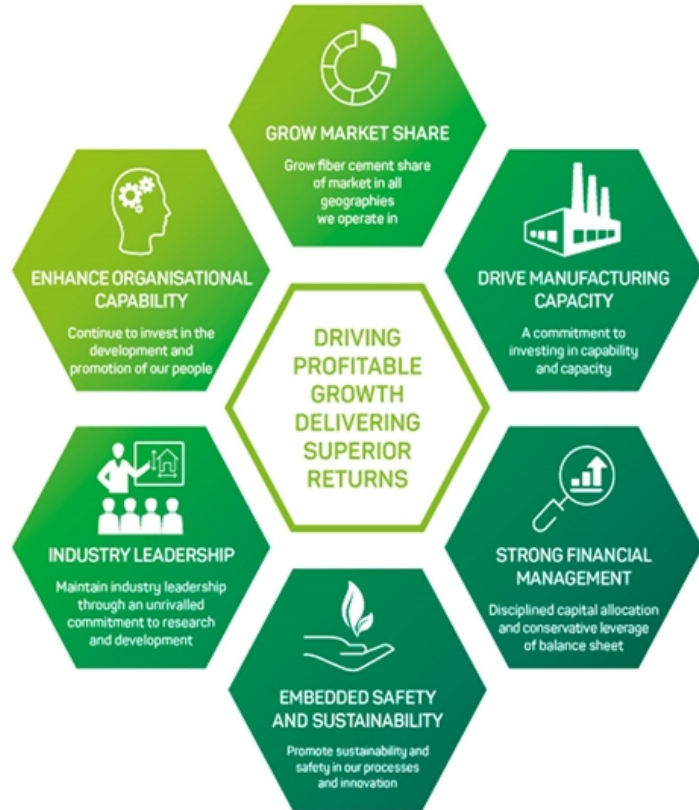 GROW MARKET SHARE
Grow fiber cement share
of market in all
geographies
we operate in
DRIVE MANUFACTURING
CAPACITY
A commitment to
investing in capability
and capacity
STRONG FINANCIAL
MANAGEMENT
Disciplined capital allocation
and conservative leverage
of balance sheet
EMBEDDED SAFETY
AND SUSTAINABILITY
Promote sustainability and
safety in our processes
and innovation
INDUSTRY LEADERSHIP
Maintain industry leadership
through an unrivalled
commitment to research
and development
ENHANCE ORGANISATIONAL
CAPABILITY
Continue to invest in the
development and
promotion of our people
DRIVING
PROFITABLE
GROWTH
DELIVERING
SUPERIOR
RETURNS